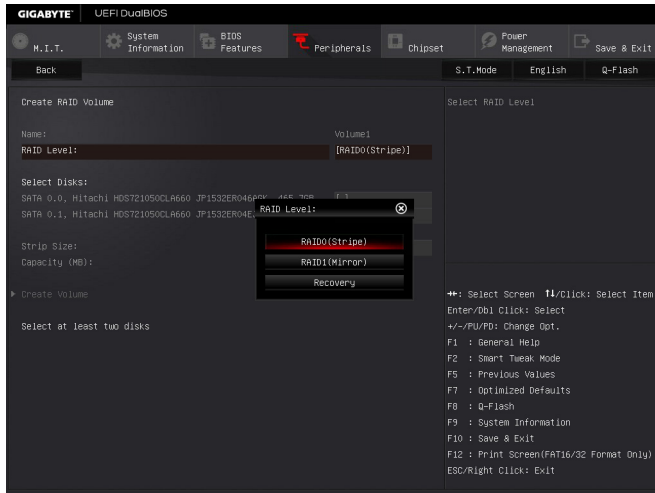 GIGABYTE™ UEFI DualBIOS
M.I.T. System Information BIOS Features Peripherals Chipset Power Management Save & Exit
Back S.T.Mode English Q-Flash
Create RAID Volume
Select RAID Level
Name: Volume1
RAID Level: [RAID0(Stripe)]
Select Disks:
SATA 0.0, Hitachi HDS721050CLA660 465.7GB [ ]
SATA 0.1, Hitachi HDS721050CLA660
RAID Level:
RAID0(Stripe)
RAID1(Mirror)
Recovery
Strip Size:
Capacity (MB):
Create Volume
Select at least two disks
→←: Select Screen ↑↓/Click: Select Item
Enter/Dbl Click: Select
+/-/PU/PD: Change Opt.
F1 : General Help
F2 : Smart Tweak Mode
F5 : Previous Values
F7 : Optimized Defaults
F8 : Q-Flash
F9 : System Information
F10 : Save & Exit
F12 : Print Screen(FAT16/32 Format Only)
ESC/Right Click: Exit